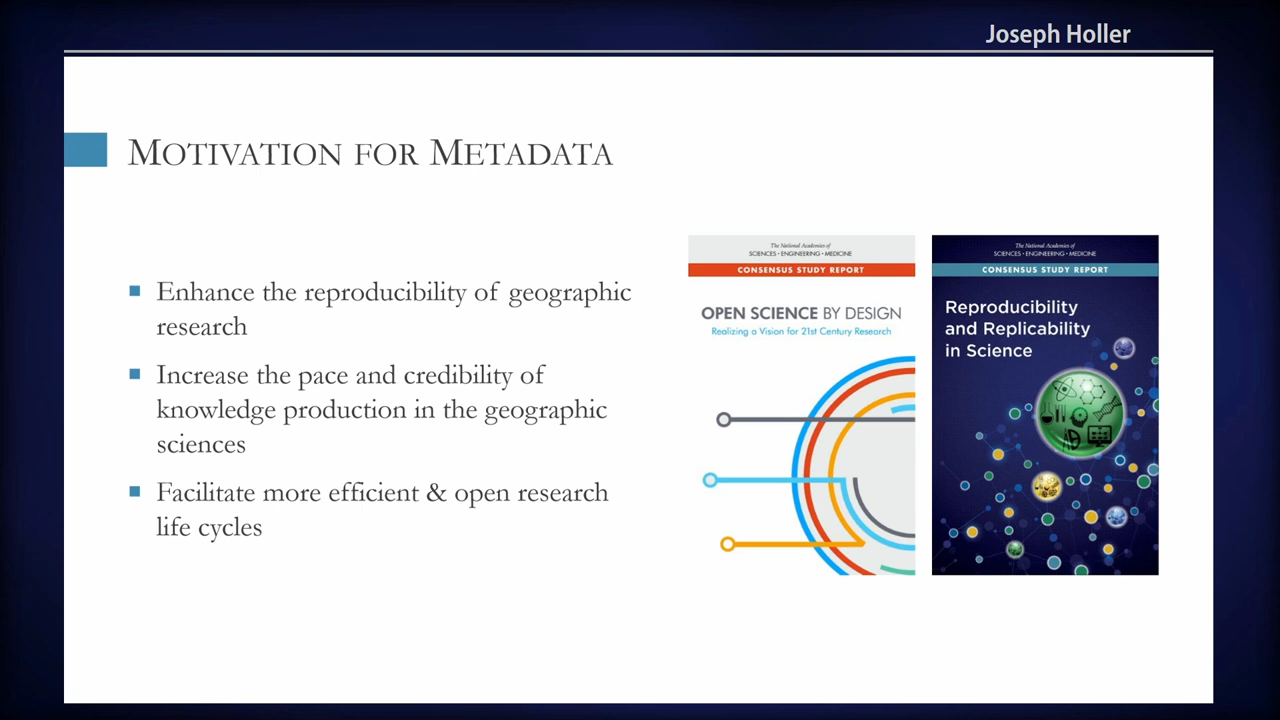 Joseph Holler
MOTIVATION FOR METADATA
Enhance the reproducibility of geographic
research
Increase the pace and credibility of
knowledge production in the geographic
sciences
Facilitate more efficient & open research
life cycles
The National Academies of
SCIENCES • ENGINEERING • MEDICINE
CONSENSUS STUDY REPORT
OPEN SCIENCE BY DESIGN
Realizing a Vision for 21st Century Research
The National Academies of
SCIENCES • ENGINEERING • MEDICINE
CONSENSUS STUDY REPORT
Reproducibility
and Replicability
in Science